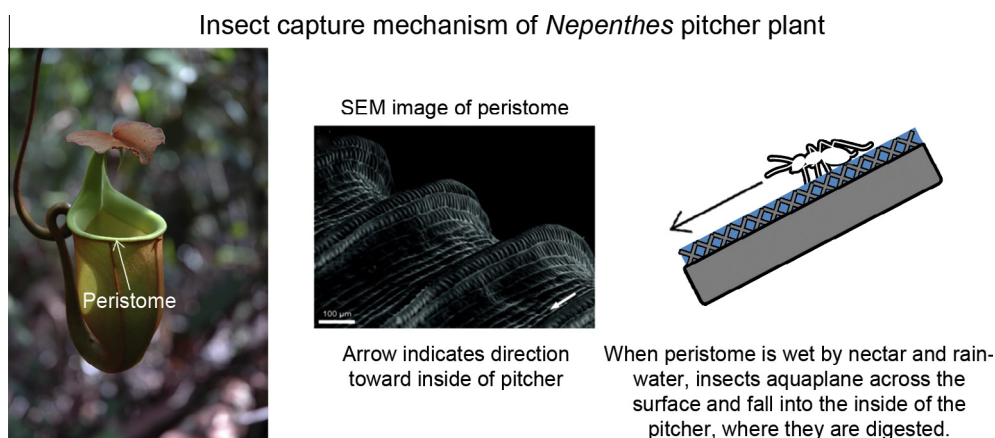 Insect capture mechanism of Nepenthes pitcher plant
Peristome
SEM image of peristome
100 µm
Arrow indicates direction
toward inside of pitcher
When peristome is wet by nectar and rain-
water, insects aquaplane across the
surface and fall into the inside of the
pitcher, where they are digested.